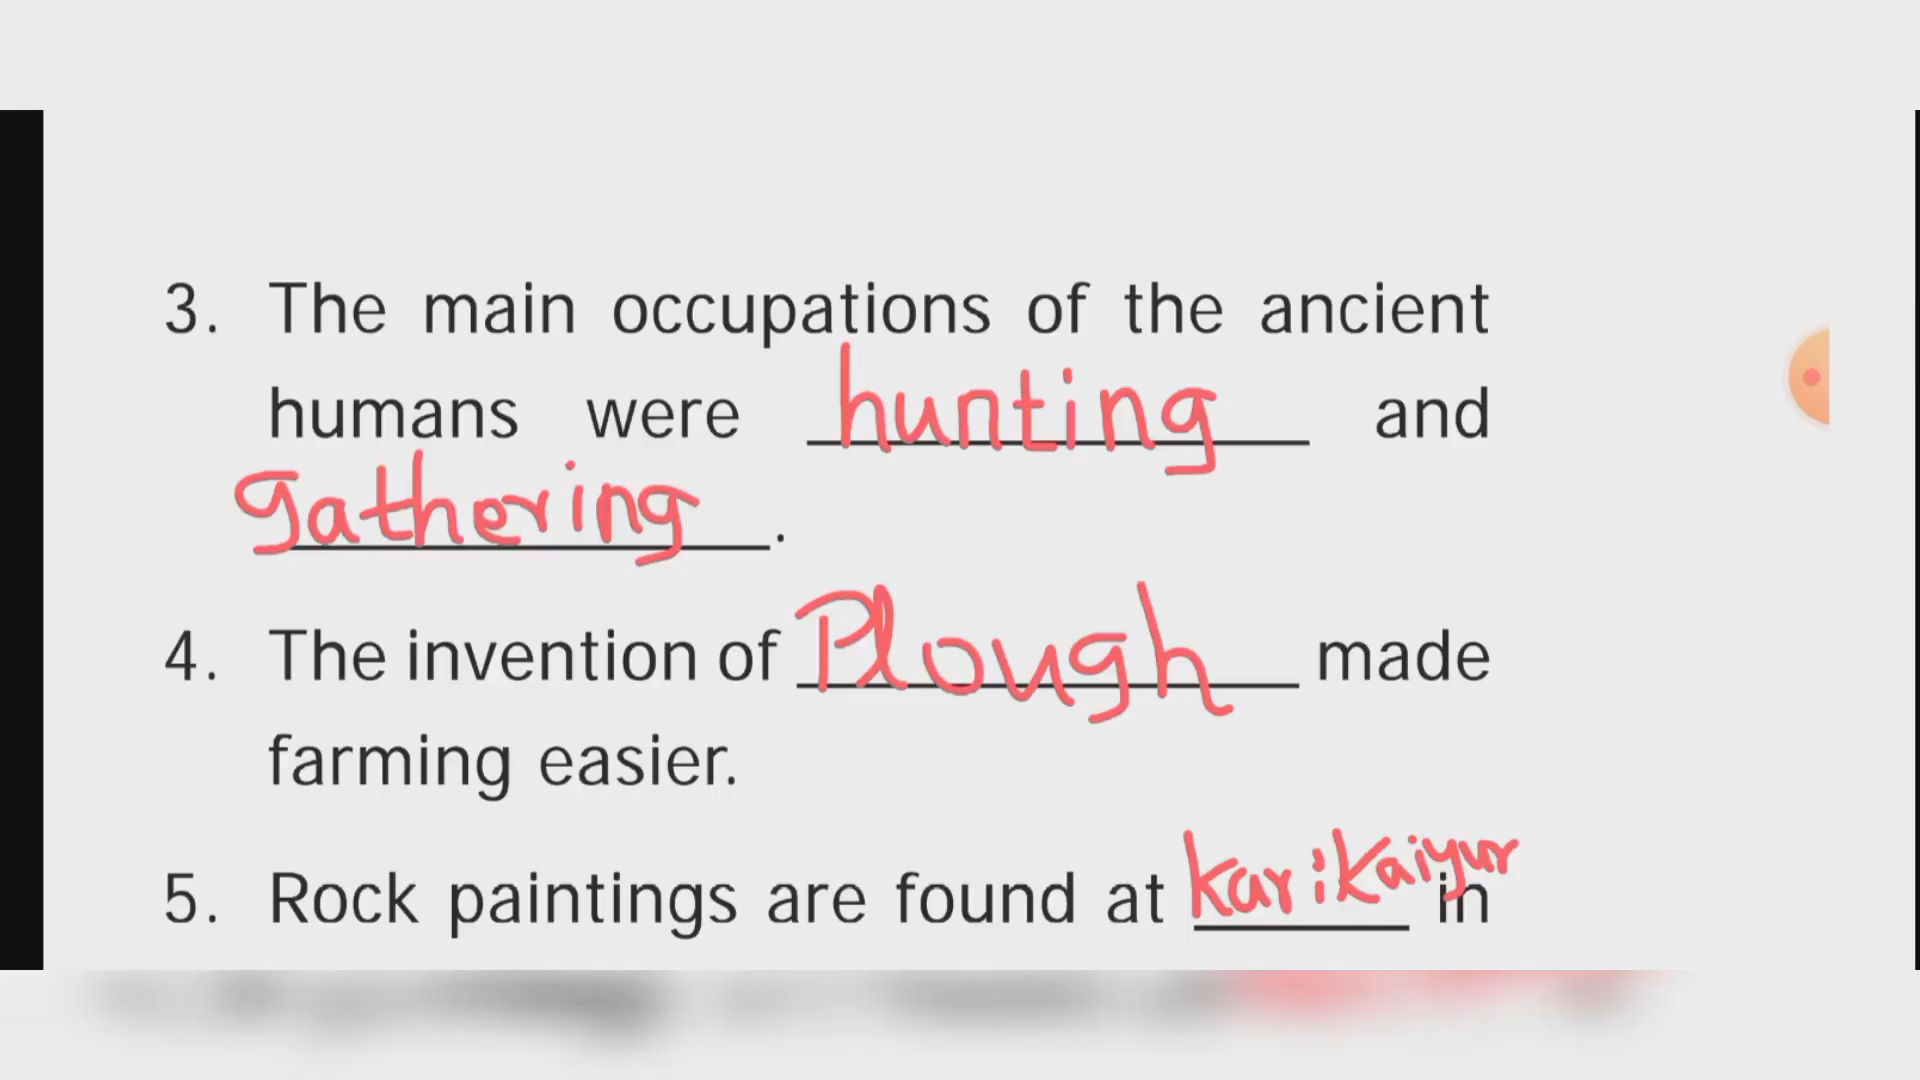 3. The main occupations of the ancient
humans were hunting and
gathering.
4. The invention of Plough made
farming easier.
5. Rock paintings are found at karikaiyur in